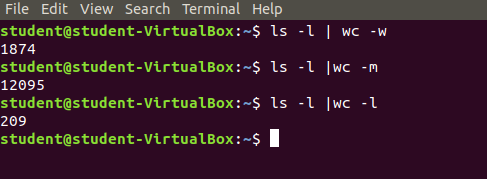 File Edit View Search Terminal Help
student@student-VirtualBox:~$ ls -l | wc -w
1874
student@student-VirtualBox:~$ ls -l |wc -m
12095
student@student-VirtualBox:~$ ls -l |wc -l
209
student@student-VirtualBox:~$